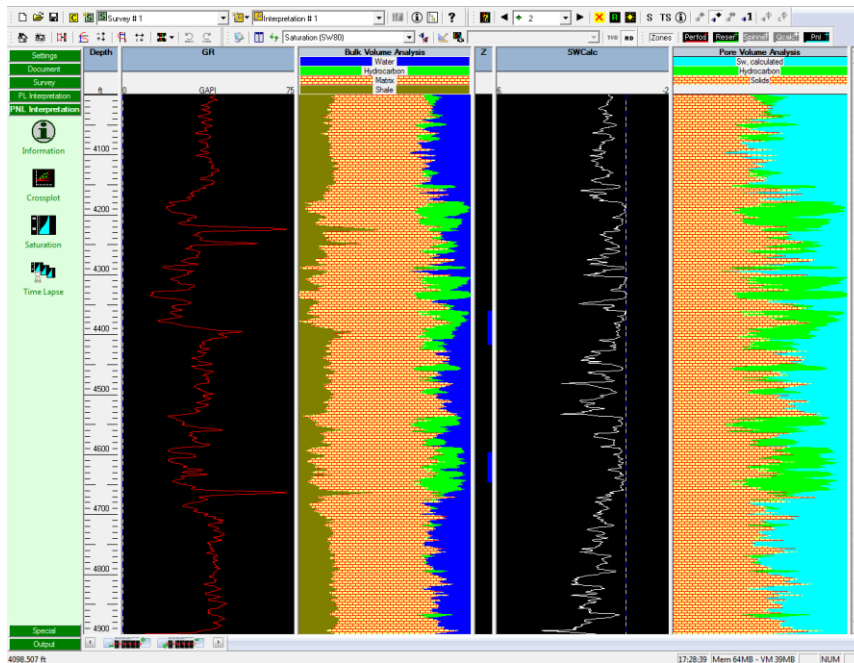 Survey # 1
Interpretation # 1
2
S TS
Saturation (SW80)
TVD MD
Zones Perfos Reser Spinner Qcalc Pnl
Settings
Document
Survey
PL Interpretation
PNL Interpretation
Information
Crossplot
Saturation
Time Lapse
Special
Output
Depth
ft
4100
4200
4300
4400
4500
4600
4700
4800
4900
GR
0 GAPI 75
Bulk Volume Analysis
Water
Hydrocarbon
Matrix
Shale
Z
SWCalc
6 -2
Pore Volume Analysis
Sw. calculated
Hydrocarbon
Solids
4098.507 ft
17:28:39 Mem 64MB - VM 39MB NUM